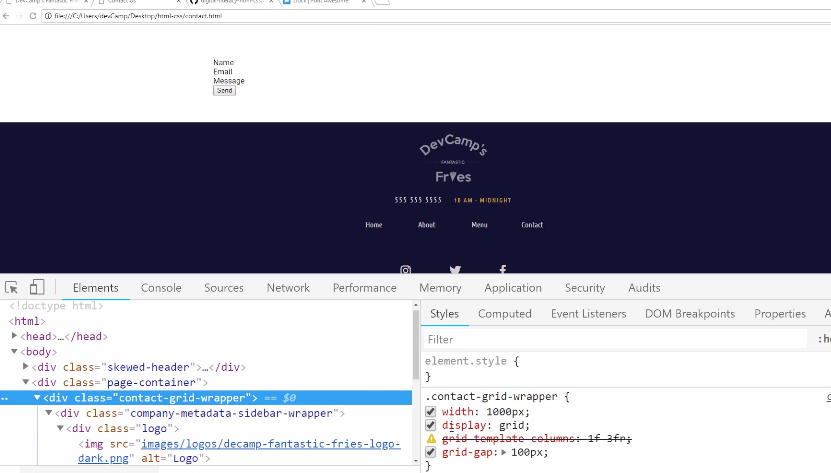 DevCamp's Fantastic Fri
Contact Us
digital-literacy-html-css
Dock | Font Awesome
file:///C:/Users/devCamp/Desktop/html-css/contact.html
Name
Email
Message
Send
DevCamp's
FANTASTIC
Fries
555 555 5555 10 AM - MIDNIGHT
Home About Menu Contact
Elements Console Sources Network Performance Memory Application Security Audits
<!doctype html>
<html>
<head>…</head>
<body>
<div class="skewed-header">…</div>
<div class="page-container">
<div class="contact-grid-wrapper"> == $0
<div class="company-metadata-sidebar-wrapper">
<div class="logo">
<img src="images/logos/decamp-fantastic-fries-logo-
dark.png" alt="Logo">
Styles Computed Event Listeners DOM Breakpoints Properties A
Filter :h
element.style {
}
.contact-grid-wrapper {
width: 1000px;
display: grid;
grid-template-columns: 1f 3fr;
grid-gap: 100px;
}